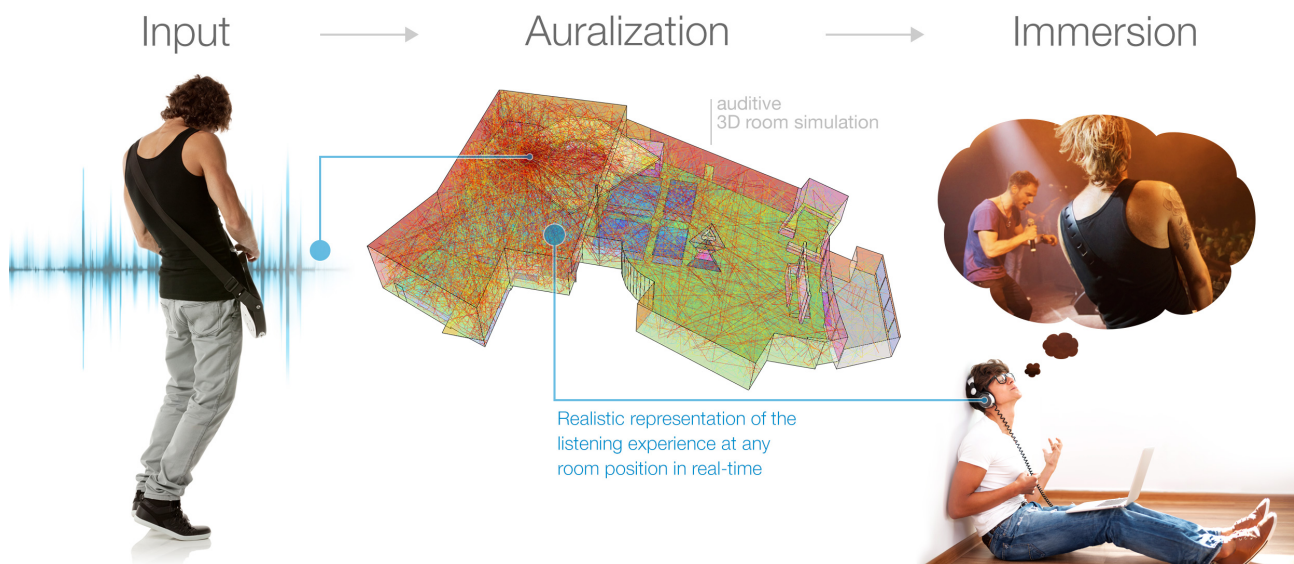 Input
Auralization
Immersion
auditive
3D room simulation
Realistic representation of the
listening experience at any
room position in real-time